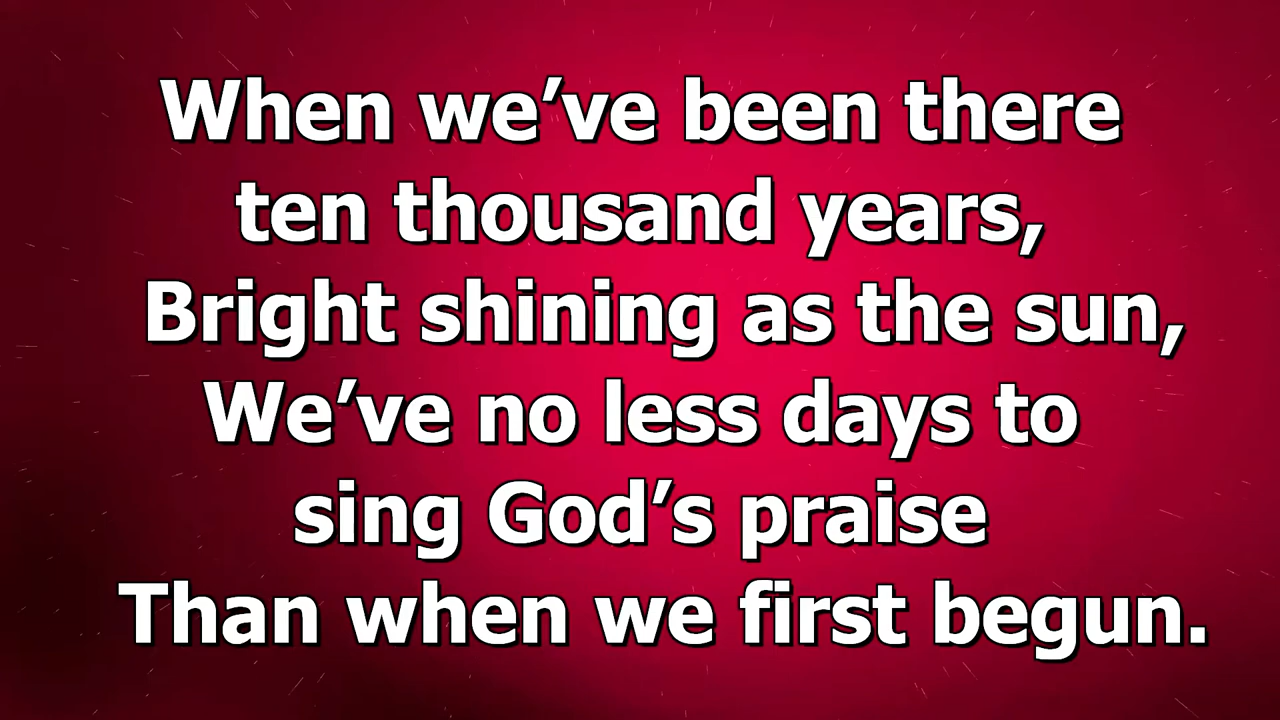 When we’ve been there
ten thousand years,
Bright shining as the sun,
We’ve no less days to
sing God’s praise
Than when we first begun.